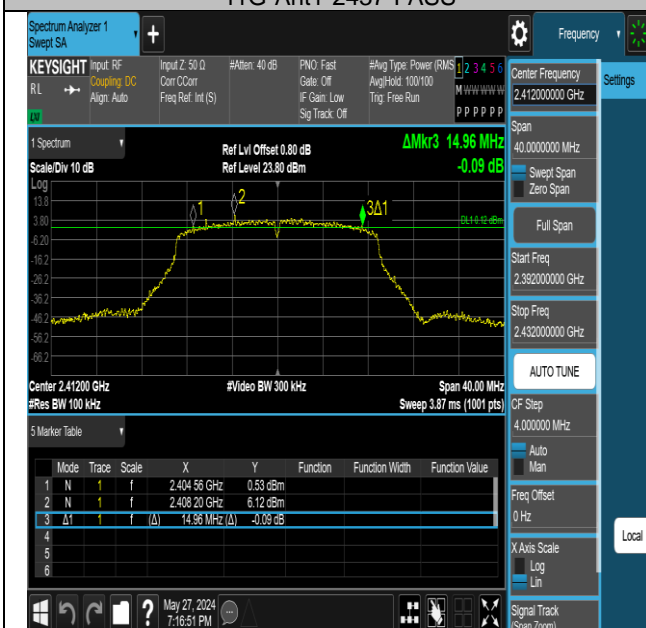 11G-Ant1-2437-PASS
Spectrum Analyzer 1
Swept SA
Frequency
KEYSIGHT
RL
LXI
Input: RF
Coupling: DC
Align: Auto
Input Z: 50 Ω
Corr CCorr
Freq Ref: Int (S)
#Atten: 40 dB
PNO: Fast
Gate: Off
IF Gain: Low
Sig Track: Off
#Avg Type: Power (RMS
Avg|Hold: 100/100
Trig: Free Run
1 2 3 4 5 6
M W W W W W
P P P P P P
1 Spectrum
Scale/Div 10 dB
Ref Lvl Offset 0.80 dB
Ref Level 23.80 dBm
ΔMkr3 14.96 MHz
-0.09 dB
Log
13.8
3.80
-6.20
-16.2
-26.2
-36.2
-46.2
-56.2
-66.2
1
2
3Δ1
DL1 0.12 dBm
Center 2.41200 GHz
#Res BW 100 kHz
#Video BW 300 kHz
Span 40.00 MHz
Sweep 3.87 ms (1001 pts)
5 Marker Table
Mode Trace Scale X Y Function Function Width Function Value
1 N 1 f 2.404 56 GHz 0.53 dBm
2 N 1 f 2.408 20 GHz 6.12 dBm
3 Δ1 1 f (Δ) 14.96 MHz (Δ) -0.09 dB
4
5
6
May 27, 2024
7:16:51 PM
Center Frequency
2.412000000 GHz
Settings
Span
40.0000000 MHz
Swept Span
Zero Span
Full Span
Start Freq
2.392000000 GHz
Stop Freq
2.432000000 GHz
AUTO TUNE
CF Step
4.000000 MHz
Auto
Man
Freq Offset
0 Hz
Local
X Axis Scale
Log
Lin
Signal Track
(Span Zoom)